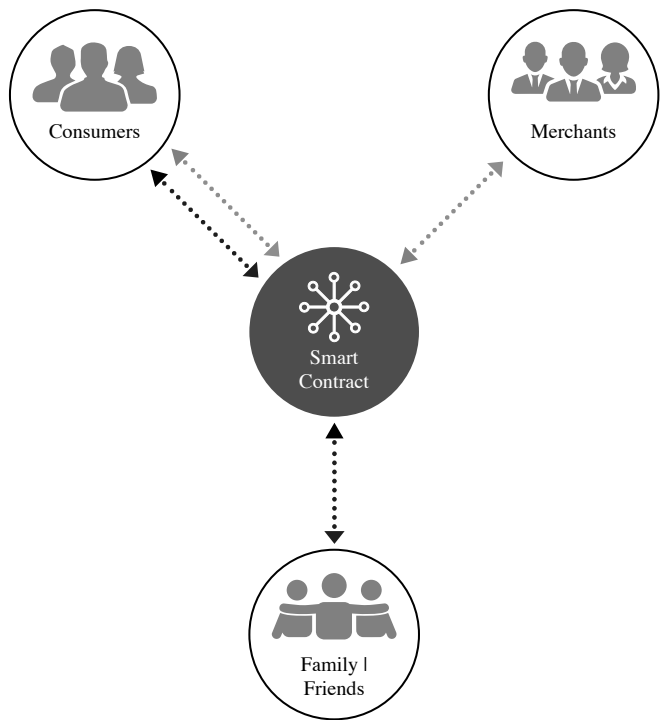 Consumers
Merchants
Smart
Contract
Family |
Friends